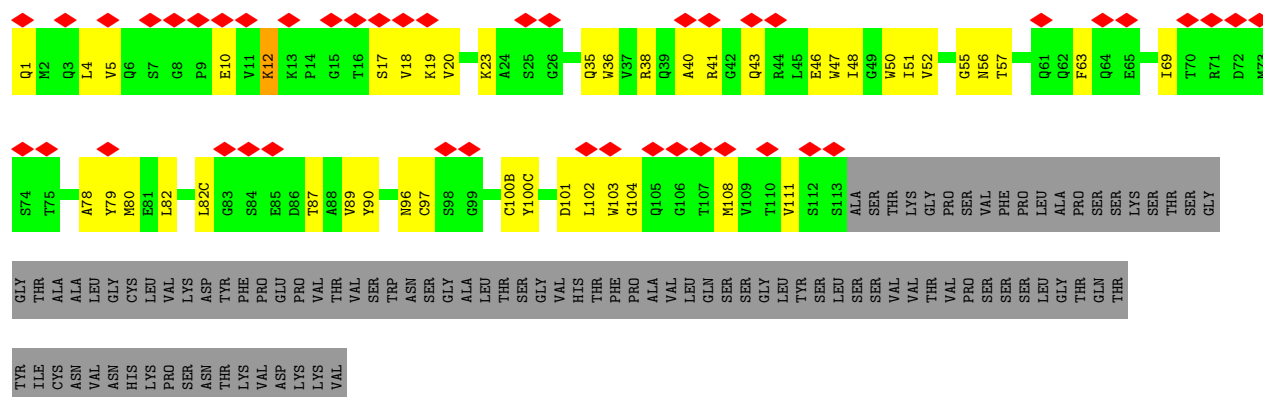 Q1 M2 Q3 L4 V5 Q6 S7 G8 P9 E10 V11 K12 K13 P14 G15 T16 S17 V18 K19 V20 K23 A24 S25 G26 Q35 W36 V37 R38 Q39 A40 R41 G42 Q43 R44 L45 E46 W47 I48 G49 W50 I51 V52 G55 N56 T57 Q61 Q62 F63 Q64 E65 I69 T70 R71 D72 M73
S74 T75 A78 Y79 M80 E81 L82 L82C G83 S84 E85 D86 T87 A88 V89 Y90 N96 C97 S98 G99 C100B Y100C D101 L102 W103 G104 Q105 G106 T107 M108 V109 T110 V111 S112 S113 ALA SER THR LYS GLY PRO SER VAL PHE PRO LEU ALA PRO SER SER LYS SER THR SER GLY
GLY THR ALA ALA LEU GLY CYS LEU VAL LYS ASP TYR PHE PRO GLU PRO VAL THR VAL SER TRP ASN SER GLY ALA LEU THR SER GLY VAL HIS THR PHE PRO ALA VAL LEU GLN SER SER GLY LEU TYR SER LEU SER SER VAL VAL THR VAL PRO SER SER SER LEU GLY THR GLN THR
TYR ILE CYS ASN VAL ASN HIS LYS PRO SER ASN THR LYS VAL ASP LYS LYS VAL